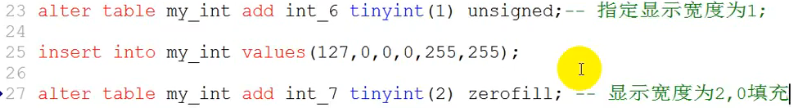 23 alter table my_int add int_6 tinyint(1) unsigned;-- 指定显示宽度为1;
24
25 insert into my_int values(127,0,0,0,255,255);
26
27 alter table my_int add int_7 tinyint(2) zerofill; -- 显示宽度为2,0填充